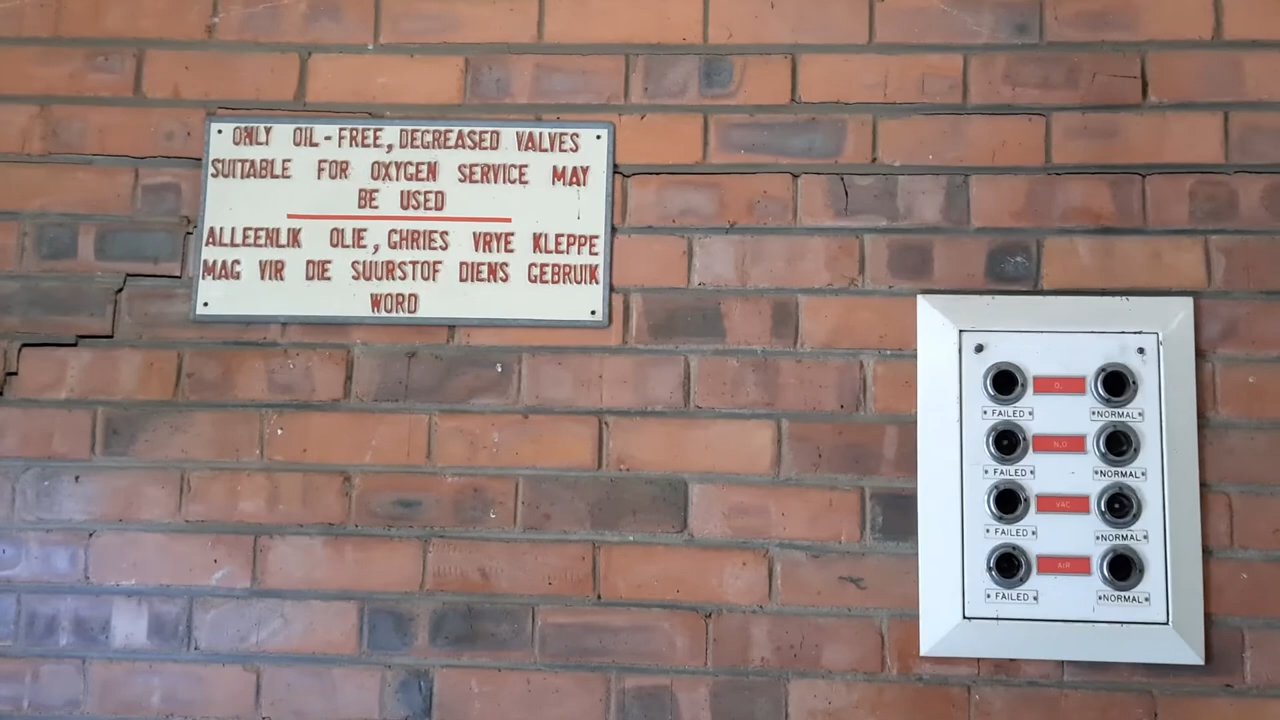 ONLY OIL-FREE, DEGREASED VALVES
SUITABLE FOR OXYGEN SERVICE MAY
BE USED
ALLEENLIK OLIE, GHRIES VRYE KLEPPE
MAG VIR DIE SUURSTOF DIENS GEBRUIK
WORD
O₂
FAILED NORMAL
N₂O
FAILED NORMAL
VAC
FAILED NORMAL
AIR
FAILED NORMAL